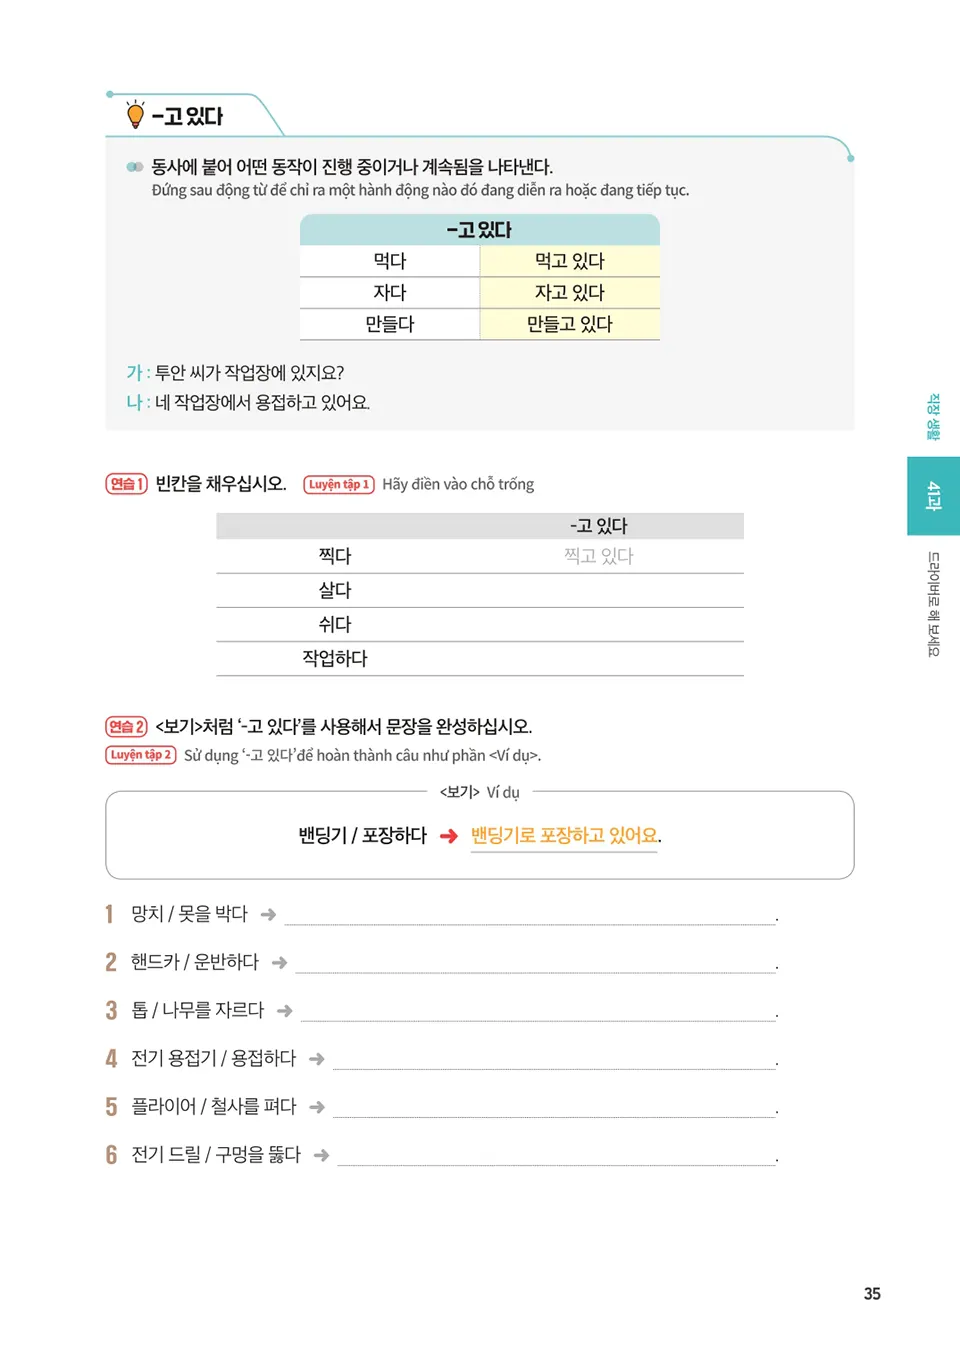 -고 있다
동사에 붙어 어떤 동작이 진행 중이거나 계속됨을 나타낸다.
Đứng sau động từ để chỉ ra một hành động nào đó đang diễn ra hoặc đang tiếp tục.
-고 있다
먹다 먹고 있다
자다 자고 있다
만들다 만들고 있다
가 : 투안 씨가 작업장에 있지요?
나 : 네 작업장에서 용접하고 있어요.
연습 1 빈칸을 채우십시오. Luyện tập 1 Hãy điền vào chỗ trống
-고 있다
찍다 찍고 있다
살다
쉬다
작업하다
연습 2 <보기>처럼 '-고 있다'를 사용해서 문장을 완성하십시오.
Luyện tập 2 Sử dụng '-고 있다'để hoàn thành câu như phần <Ví dụ>.
<보기> Ví dụ
밴딩기 / 포장하다 ➜ 밴딩기로 포장하고 있어요.
1 망치 / 못을 박다 ➜ .
2 핸드카 / 운반하다 ➜ .
3 톱 / 나무를 자르다 ➜ .
4 전기 용접기 / 용접하다 ➜ .
5 플라이어 / 철사를 펴다 ➜ .
6 전기 드릴 / 구멍을 뚫다 ➜ .
직장 생활
41과
드라이버로 해 보세요
35